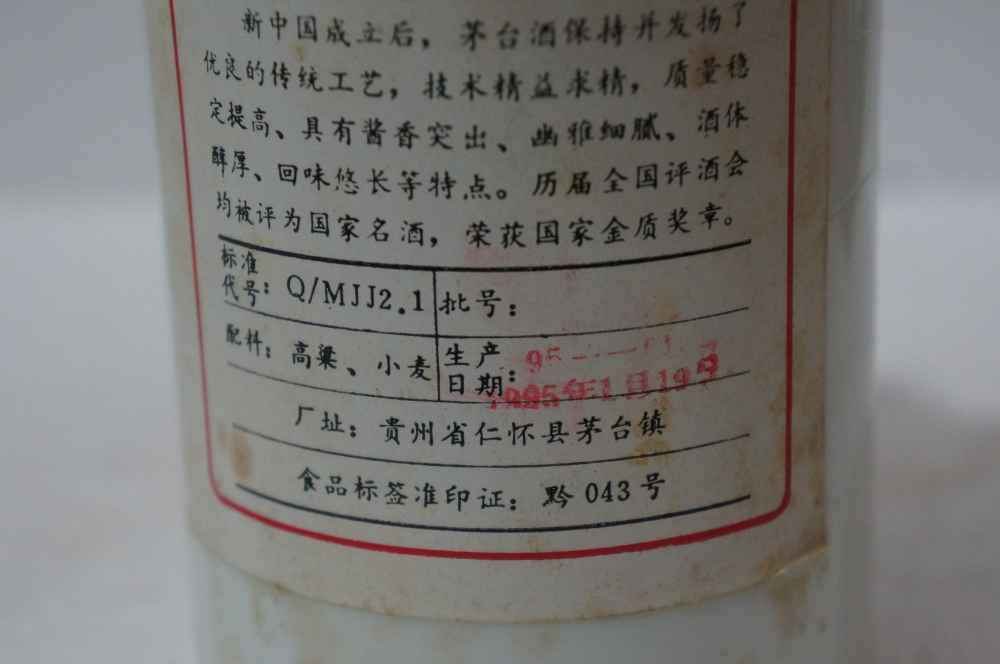 新中国成立后，茅台酒保持并发扬了
优良的传统工艺，技术精益求精，质量稳
定提高、具有酱香突出、幽雅细腻、酒体
醇厚、回味悠长等特点。历届全国评酒会
均被评为国家名酒，荣获国家金质奖章。
标准代号：Q/MJJ2.1 批号：
配料：高粱、小麦 生产日期：
1995年1月19日
厂址：贵州省仁怀县茅台镇
食品标签准印证：黔 043 号